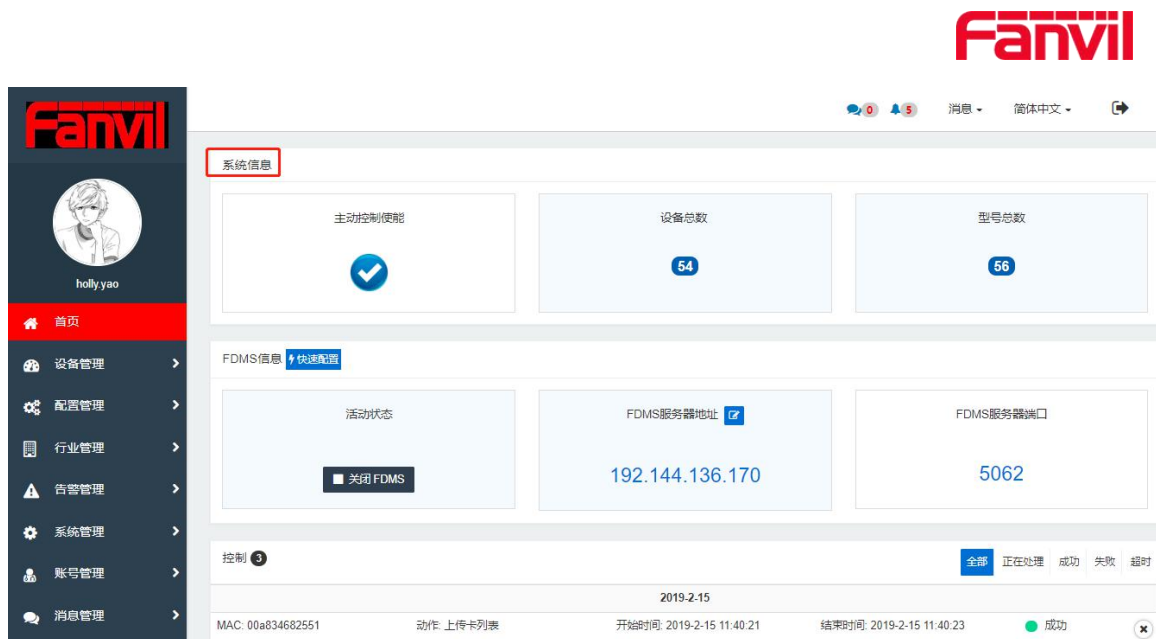 Fanvil
Fanvil
0 5 消息 简体中文
系统信息
主动控制使能 设备总数 型号总数
54 56
holly.yao
首页
设备管理
配置管理
行业管理
告警管理
系统管理
账号管理
消息管理
FDMS信息 快速配置
活动状态 FDMS服务器地址 FDMS服务器端口
关闭 FDMS 192.144.136.170 5062
控制 3 全部 正在处理 成功 失败 超时
2019-2-15
MAC: 00a834682551 动作: 上传卡列表 开始时间: 2019-2-15 11:40:21 结束时间: 2019-2-15 11:40:23 成功